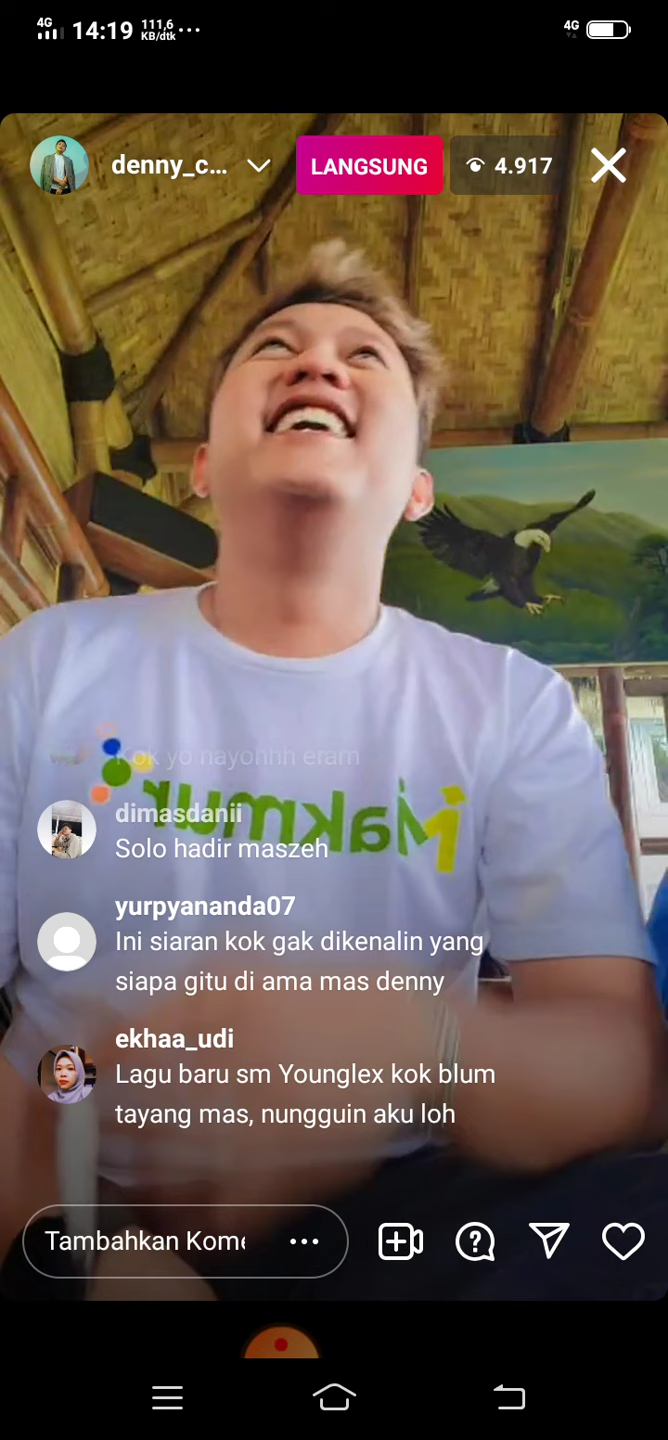 4G
14:19
111,6
KB/dtk
4G
denny_c...
LANGSUNG
4.917
Kok yo nayohhh eram
Makmur
dimasdanii
Solo hadir maszeh
yurpyananda07
Ini siaran kok gak dikenalin yang
siapa gitu di ama mas denny
ekhaa_udi
Lagu baru sm Younglex kok blum
tayang mas, nungguin aku loh
Tambahkan Kome